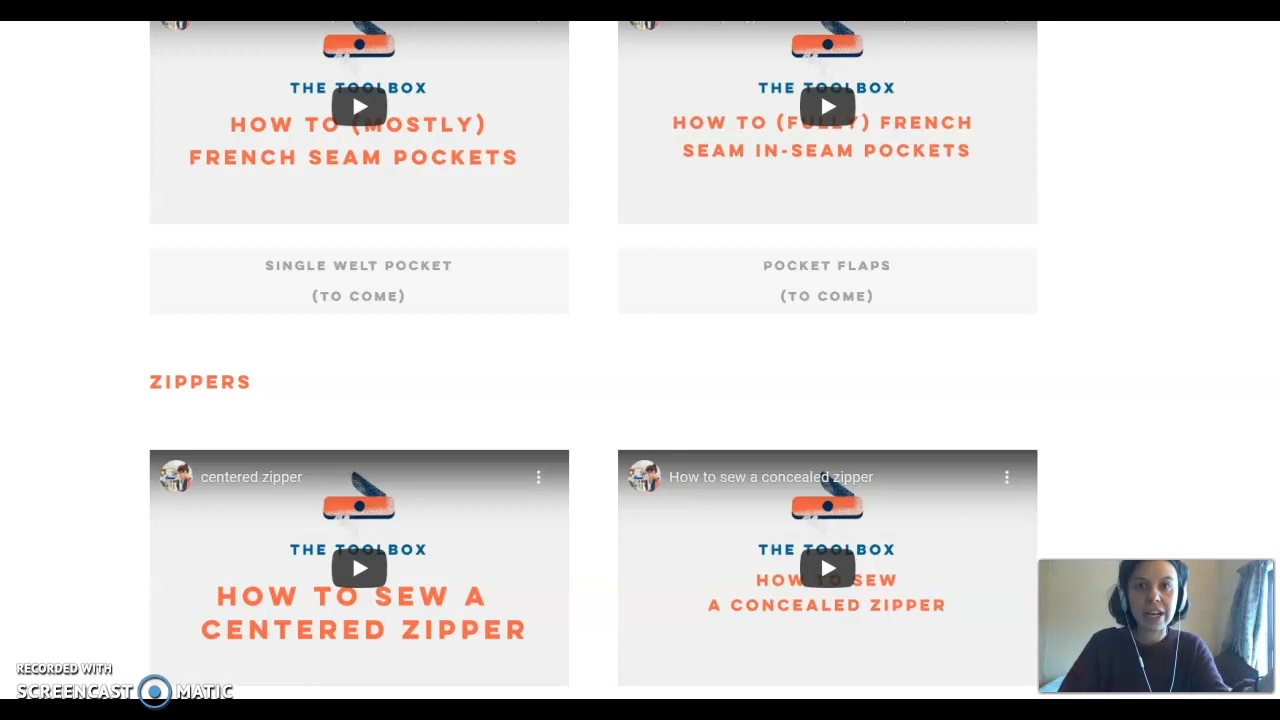 THE TOOLBOX
HOW TO (MOSTLY)
FRENCH SEAM POCKETS
THE TOOLBOX
HOW TO (FULLY) FRENCH
SEAM IN-SEAM POCKETS
SINGLE WELT POCKET
(TO COME)
POCKET FLAPS
(TO COME)
ZIPPERS
centered zipper
THE TOOLBOX
HOW TO SEW A
CENTERED ZIPPER
How to sew a concealed zipper
THE TOOLBOX
HOW TO SEW
A CONCEALED ZIPPER
RECORDED WITH
SCREENCAST MATIC